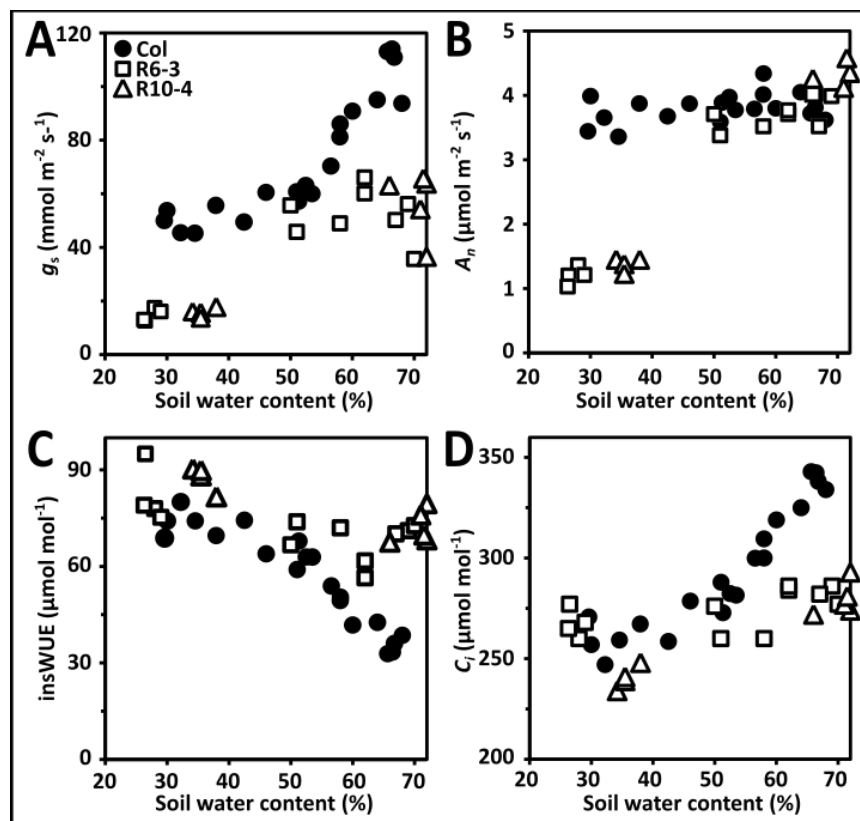 A
120
80
40
0
gs (mmol m-2 s-1)
Col
R6-3
R10-4
20 30 40 50 60 70
Soil water content (%)
B
5
4
3
2
1
0
An (μmol m-2 s-1)
20 30 40 50 60 70
Soil water content (%)
C
90
60
30
0
insWUE (μmol mol-1)
20 30 40 50 60 70
Soil water content (%)
D
350
300
250
200
Ci (μmol mol-1)
20 30 40 50 60 70
Soil water content (%)